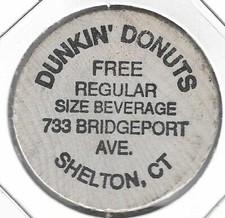 DUNKIN' DONUTS
FREE
REGULAR
SIZE BEVERAGE
733 BRIDGEPORT
AVE.
SHELTON, CT